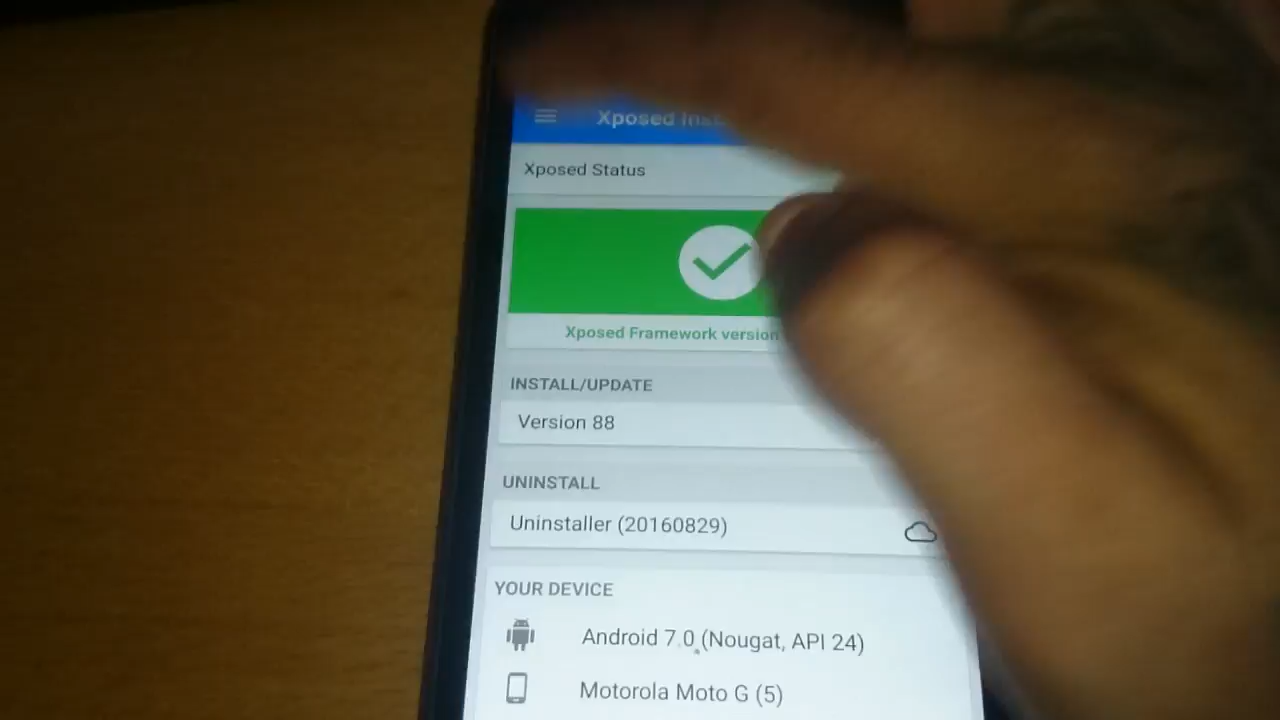 Xposed
Xposed Status
Xposed Framework version
INSTALL/UPDATE
Version 88
UNINSTALL
Uninstaller (20160829)
YOUR DEVICE
Android 7.0 (Nougat, API 24)
Motorola Moto G (5)